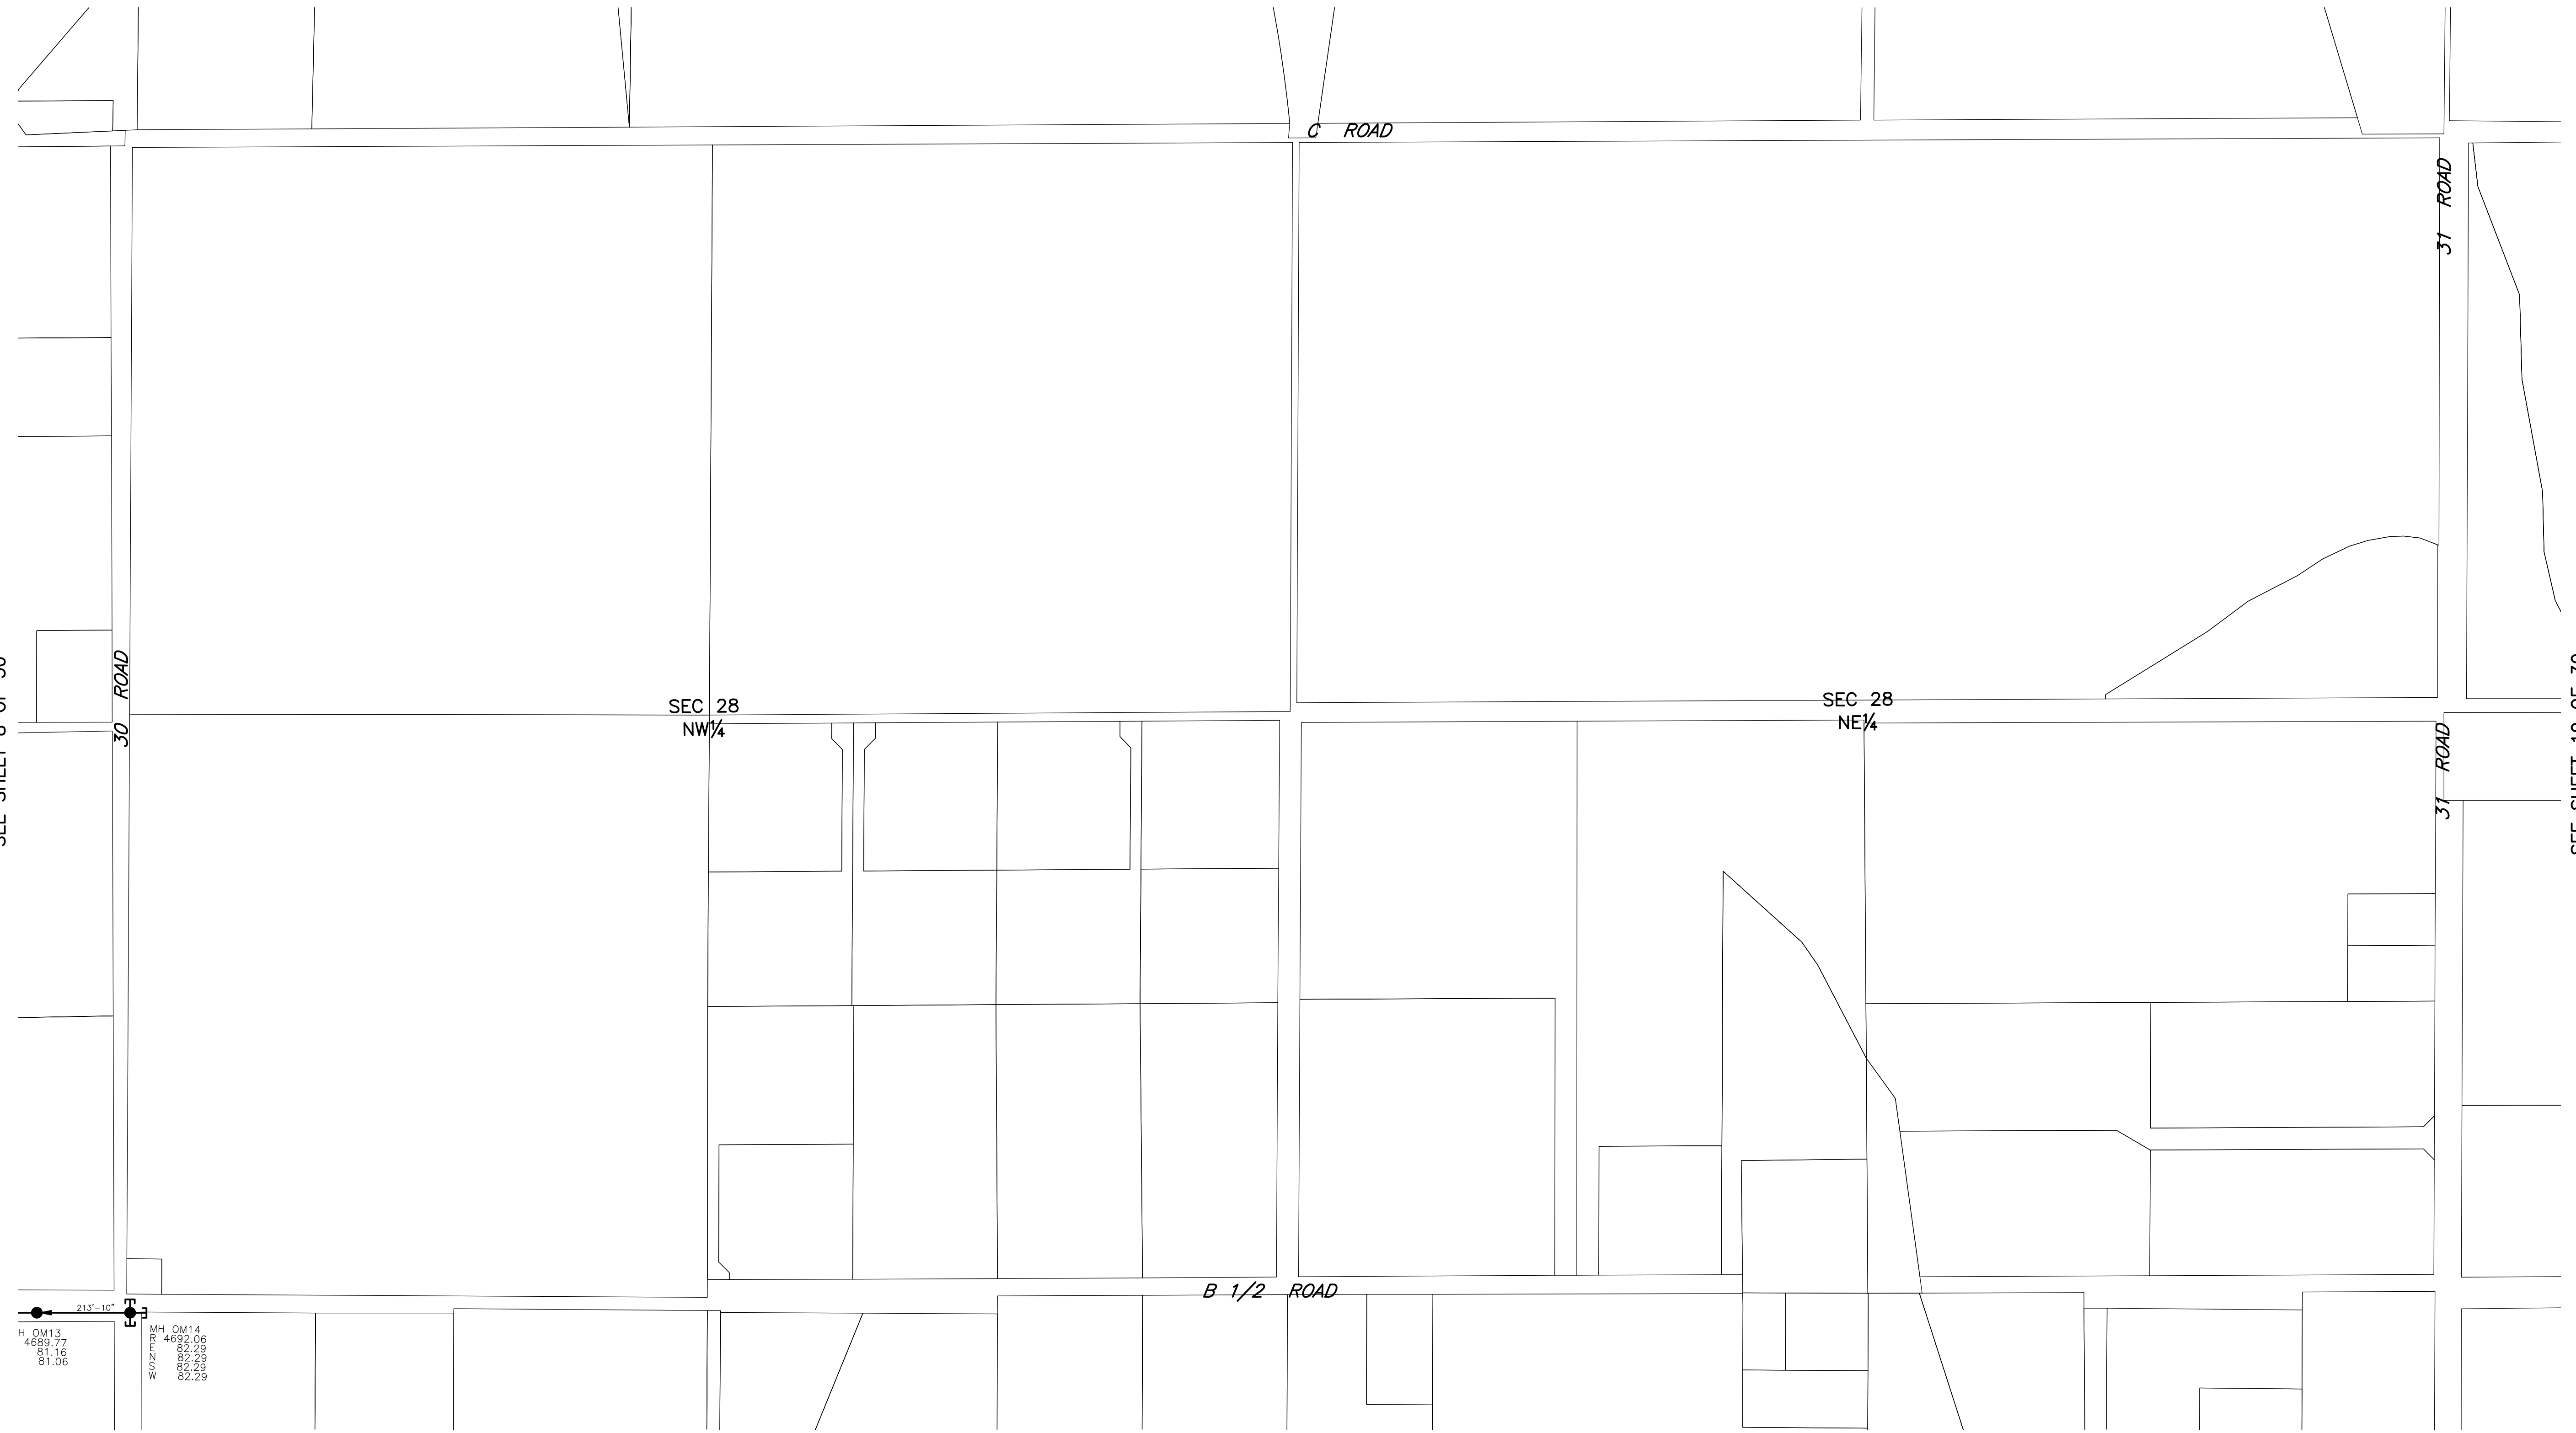 C ROAD
31 ROAD
30 ROAD
SEC 28
NW¼
SEC 28
NE¼
31 ROAD
B 1/2 ROAD
213'-10"
H OM13
4689.77
81.16
81.06
MH OM14
R 4692.06
E 82.29
N 82.29
S 82.29
W 82.29